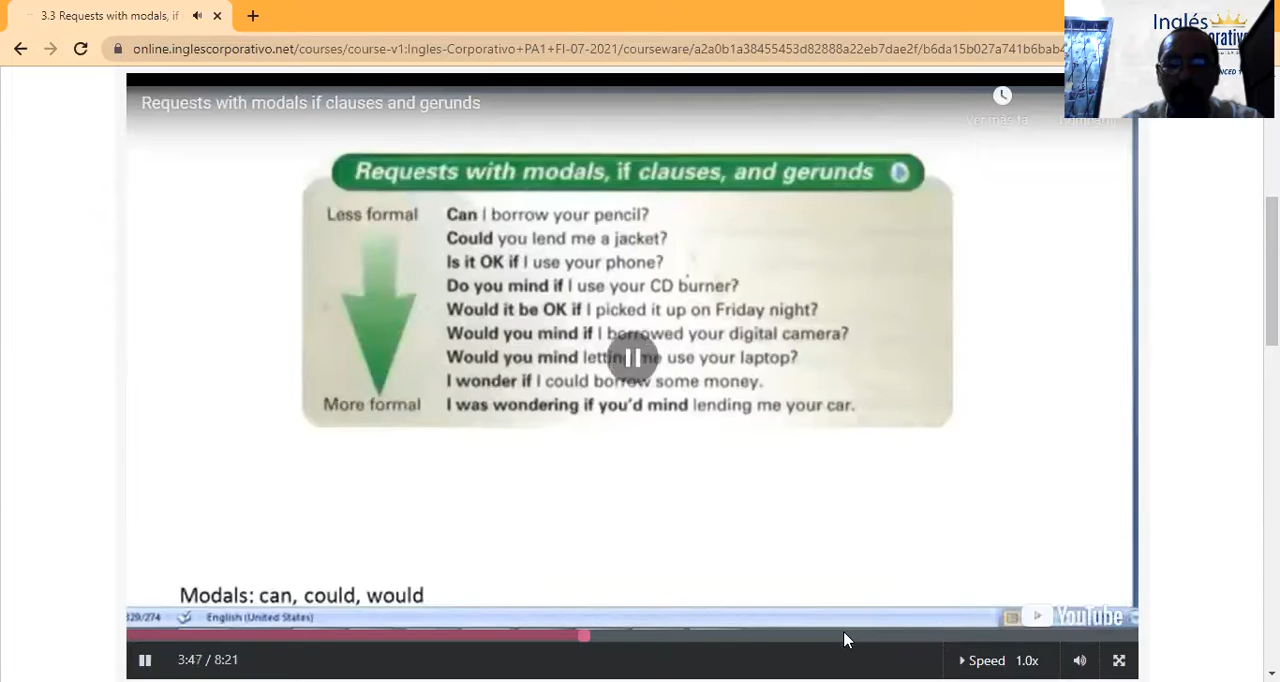 3.3 Requests with modals, if
online.inglescorporativo.net/courses/course-v1:Ingles-Corporativo+PA1+FI-07-2021/courseware/a2a0b1a38455453d82888a22eb7dae2f/b6da15b027a741b6bab4
Inglés
Requests with modals if clauses and gerunds
Ver más ta
Requests with modals, if clauses, and gerunds
Less formal
Can I borrow your pencil?
Could you lend me a jacket?
Is it OK if I use your phone?
Do you mind if I use your CD burner?
Would it be OK if I picked it up on Friday night?
Would you mind if I borrowed your digital camera?
Would you mind letting me use your laptop?
I wonder if I could borrow some money.
More formal
I was wondering if you'd mind lending me your car.
Modals: can, could, would
329/274
English (United States)
YouTube
3:47 / 8:21
Speed 1.0x